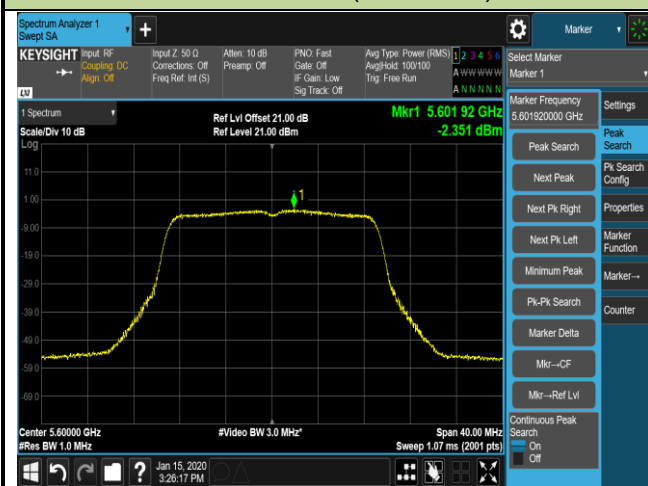 Spectrum Analyzer 1
Swept SA
+
Marker
KEYSIGHT
Input: RF
Coupling: DC
Align: Off
Input Z: 50 Ω
Corrections: Off
Freq Ref: Int (S)
Atten: 10 dB
Preamp: Off
PNO: Fast
Gate: Off
IF Gain: Low
Sig Track: Off
Avg Type: Power (RMS)
Avg|Hold: 100/100
Trig: Free Run
1 2 3 4 5 6
A W W W W W
A N N N N N
LXI
Select Marker
Marker 1
1 Spectrum
Scale/Div 10 dB
Log
Ref Lvl Offset 21.00 dB
Ref Level 21.00 dBm
Mkr1 5.601 92 GHz
-2.351 dBm
11.0
1.00
-9.00
-19.0
-29.0
-39.0
-49.0
-59.0
-69.0
1
Center 5.60000 GHz
#Res BW 1.0 MHz
#Video BW 3.0 MHz*
Span 40.00 MHz
Sweep 1.07 ms (2001 pts)
Marker Frequency
5.601920000 GHz
Peak Search
Next Peak
Next Pk Right
Next Pk Left
Minimum Peak
Pk-Pk Search
Marker Delta
Mkr→CF
Mkr→Ref Lvl
Continuous Peak
Search
On
Off
Settings
Peak
Search
Pk Search
Config
Properties
Marker
Function
Marker→
Counter
?
Jan 15, 2020
3:26:17 PM